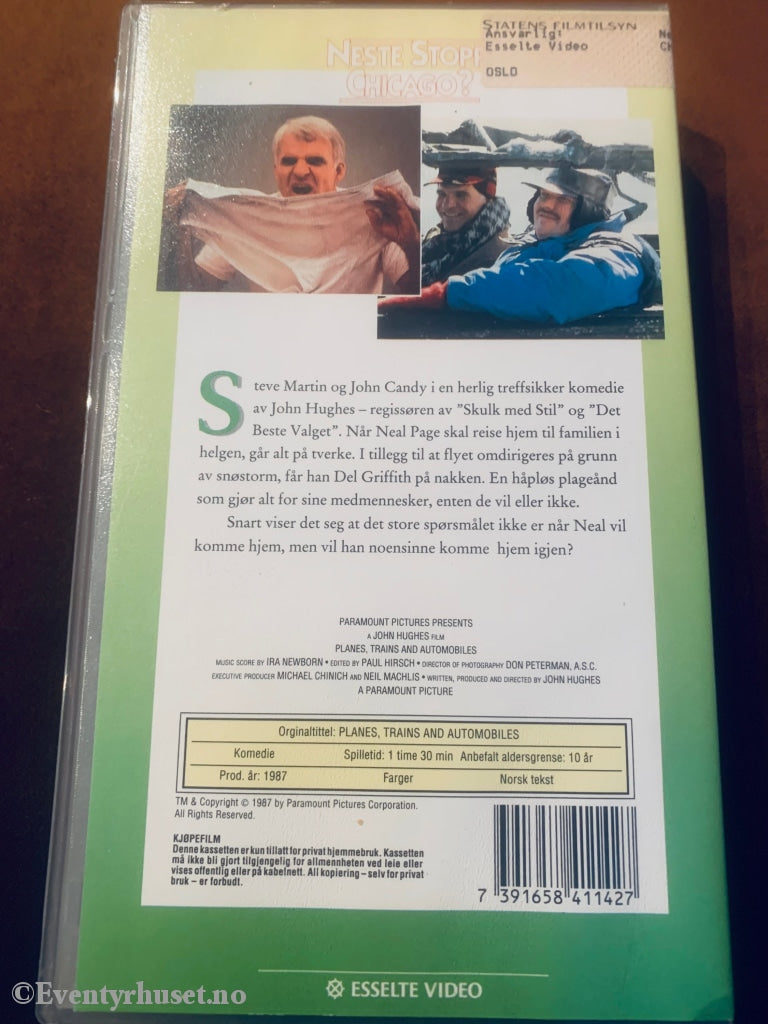 STATENS FILMTILSYN
Ansvarlig:
Esselte Video
OSLO
NESTE STOPP
CHICAGO?
Steve Martin og John Candy i en herlig treffsikker komedie
av John Hughes – regissøren av ”Skulk med Stil” og ”Det
Beste Valget”. Når Neal Page skal reise hjem til familien i
helgen, går alt på tverke. I tillegg til at flyet omdirigeres på grunn
av snøstorm, får han Del Griffith på nakken. En håpløs plageånd
som gjør alt for sine medmennesker, enten de vil eller ikke.
Snart viser det seg at det store spørsmålet ikke er når Neal vil
komme hjem, men vil han noensinne komme hjem igjen?
PARAMOUNT PICTURES PRESENTS
A JOHN HUGHES FILM
PLANES, TRAINS AND AUTOMOBILES
MUSIC SCORE BY IRA NEWBORN • EDITED BY PAUL HIRSCH • DIRECTOR OF PHOTOGRAPHY DON PETERMAN, A.S.C.
EXECUTIVE PRODUCER MICHAEL CHINICH AND NEIL MACHLIS • WRITTEN, PRODUCED AND DIRECTED BY JOHN HUGHES
A PARAMOUNT PICTURE
Orginaltittel: PLANES, TRAINS AND AUTOMOBILES
Komedie Spilletid: 1 time 30 min Anbefalt aldersgrense: 10 år
Prod. år: 1987 Farger Norsk tekst
TM & Copyright © 1987 by Paramount Pictures Corporation.
All Rights Reserved.
KJØPEFILM
Denne kassetten er kun tillatt for privat hjemmebruk. Kassetten
må ikke bli gjort tilgjengelig for allmennheten ved leie eller
vises offentlig eller på kabelnett. All kopiering – selv for privat
bruk – er forbudt.
7 391658 411427
ESSELTE VIDEO
©Eventyrhuset.no